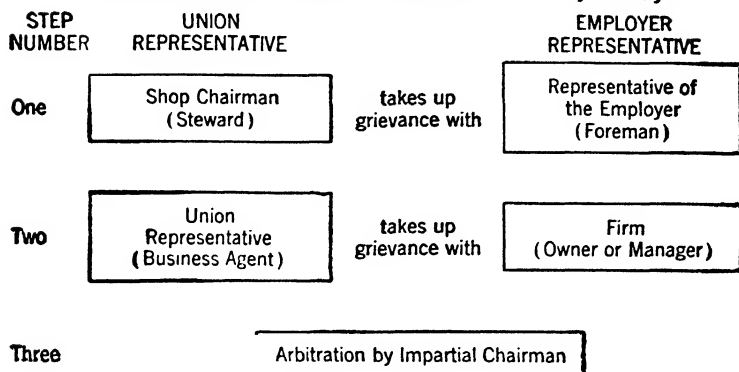 STEP NUMBER
UNION REPRESENTATIVE
EMPLOYER REPRESENTATIVE
One
Shop Chairman
(Steward)
takes up
grievance with
Representative of
the Employer
(Foreman)
Two
Union
Representative
(Business Agent)
takes up
grievance with
Firm
(Owner or Manager)
Three
Arbitration by Impartial Chairman